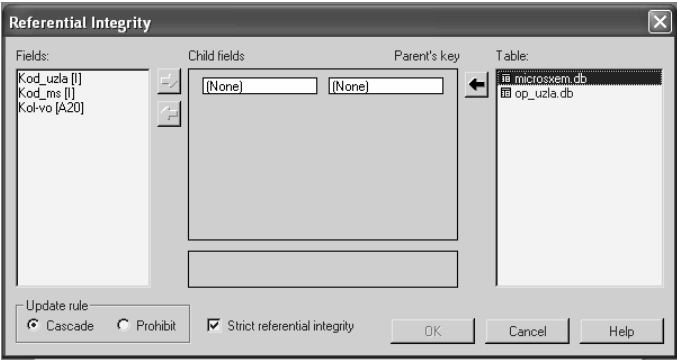 Referential Integrity
Fields:
Child fields
Parent's key
Table:
Kod_uzla [I]
Kod_ms [I]
Kol-vo [A20]
(None)
(None)
microsxem.db
op_uzla.db
Update rule
Cascade
Prohibit
Strict referential integrity
OK
Cancel
Help